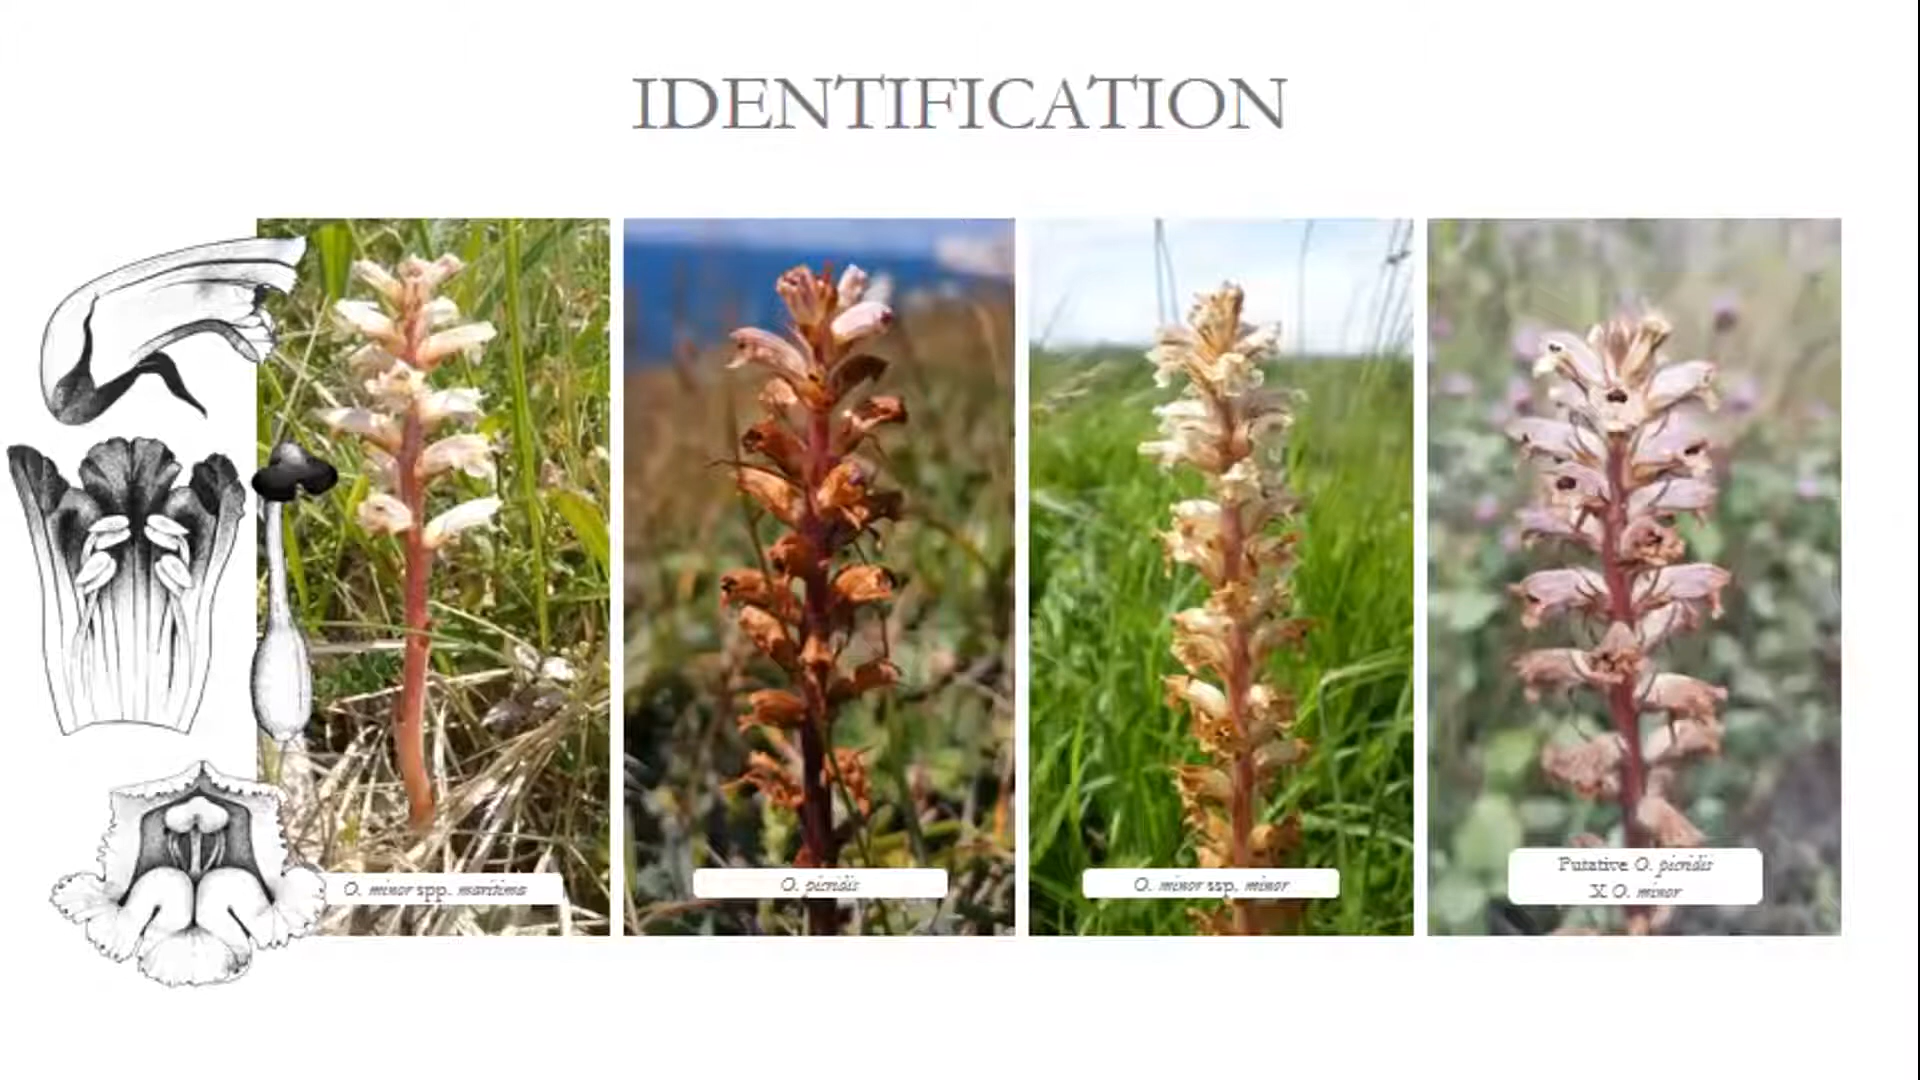 IDENTIFICATION
O. minor spp. maritima
O. picridis
O. minor ssp. minor
Putative O. picridis
X O. minor